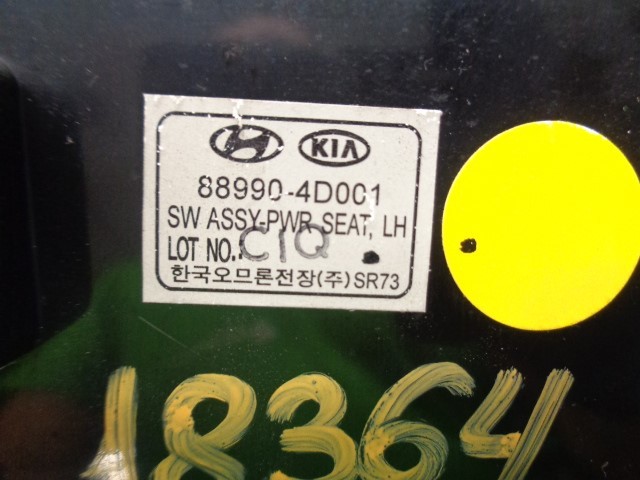 KIA
88990-4D001
SW ASSY-PWR SEAT, LH
LOT NO. C1Q
한국오므론전장(주)SR73
18364